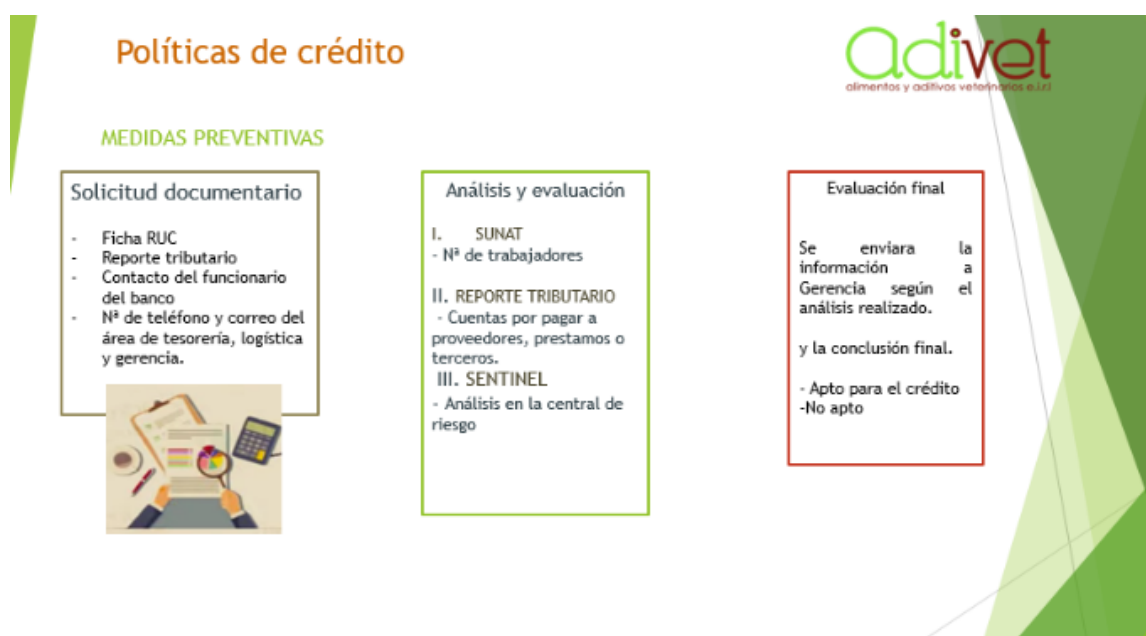 Políticas de crédito
adivet
alimentos y aditivos veterinarios e.i.r.l
MEDIDAS PREVENTIVAS
Solicitud documentario
- Ficha RUC
- Reporte tributario
- Contacto del funcionario
del banco
- Nª de teléfono y correo del
área de tesorería, logística
y gerencia.
Análisis y evaluación
I. SUNAT
- Nª de trabajadores
II. REPORTE TRIBUTARIO
- Cuentas por pagar a
proveedores, prestamos o
terceros.
III. SENTINEL
- Análisis en la central de
riesgo
Evaluación final
Se enviara la
información a
Gerencia según el
análisis realizado.
y la conclusión final.
- Apto para el crédito
-No apto